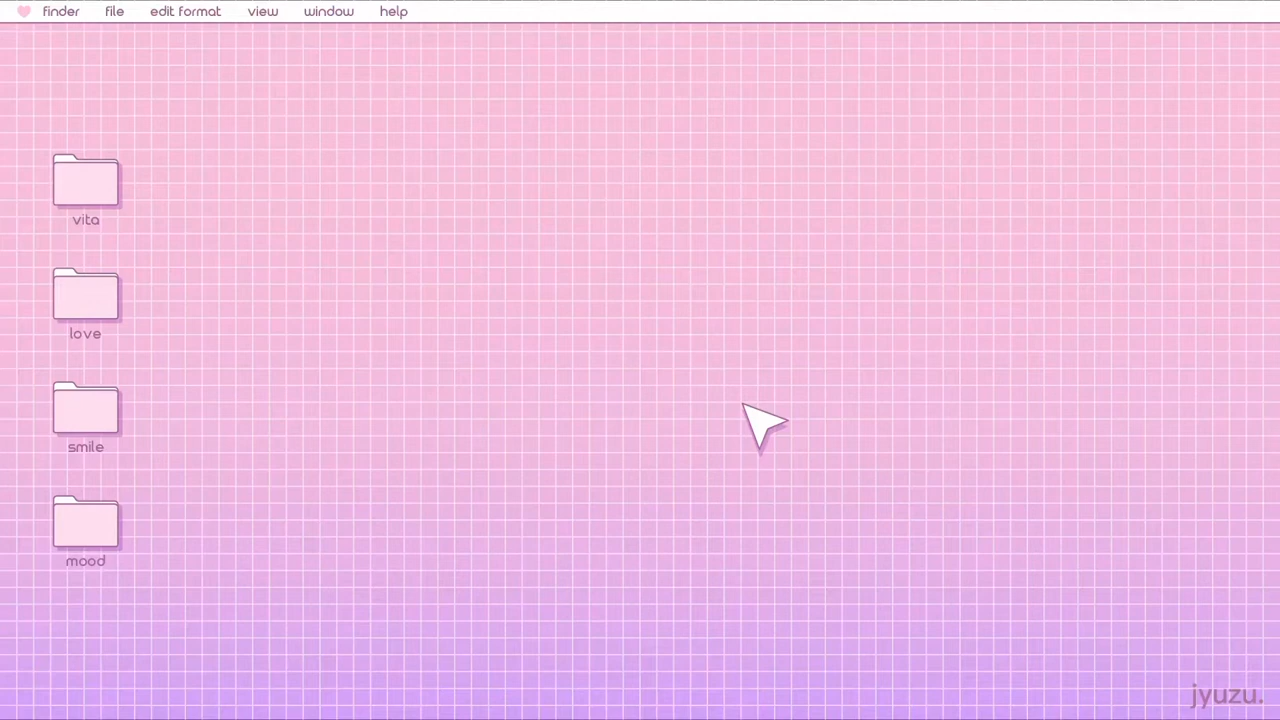 finder file edit format view window help
vita
love
smile
mood
jyuzu.